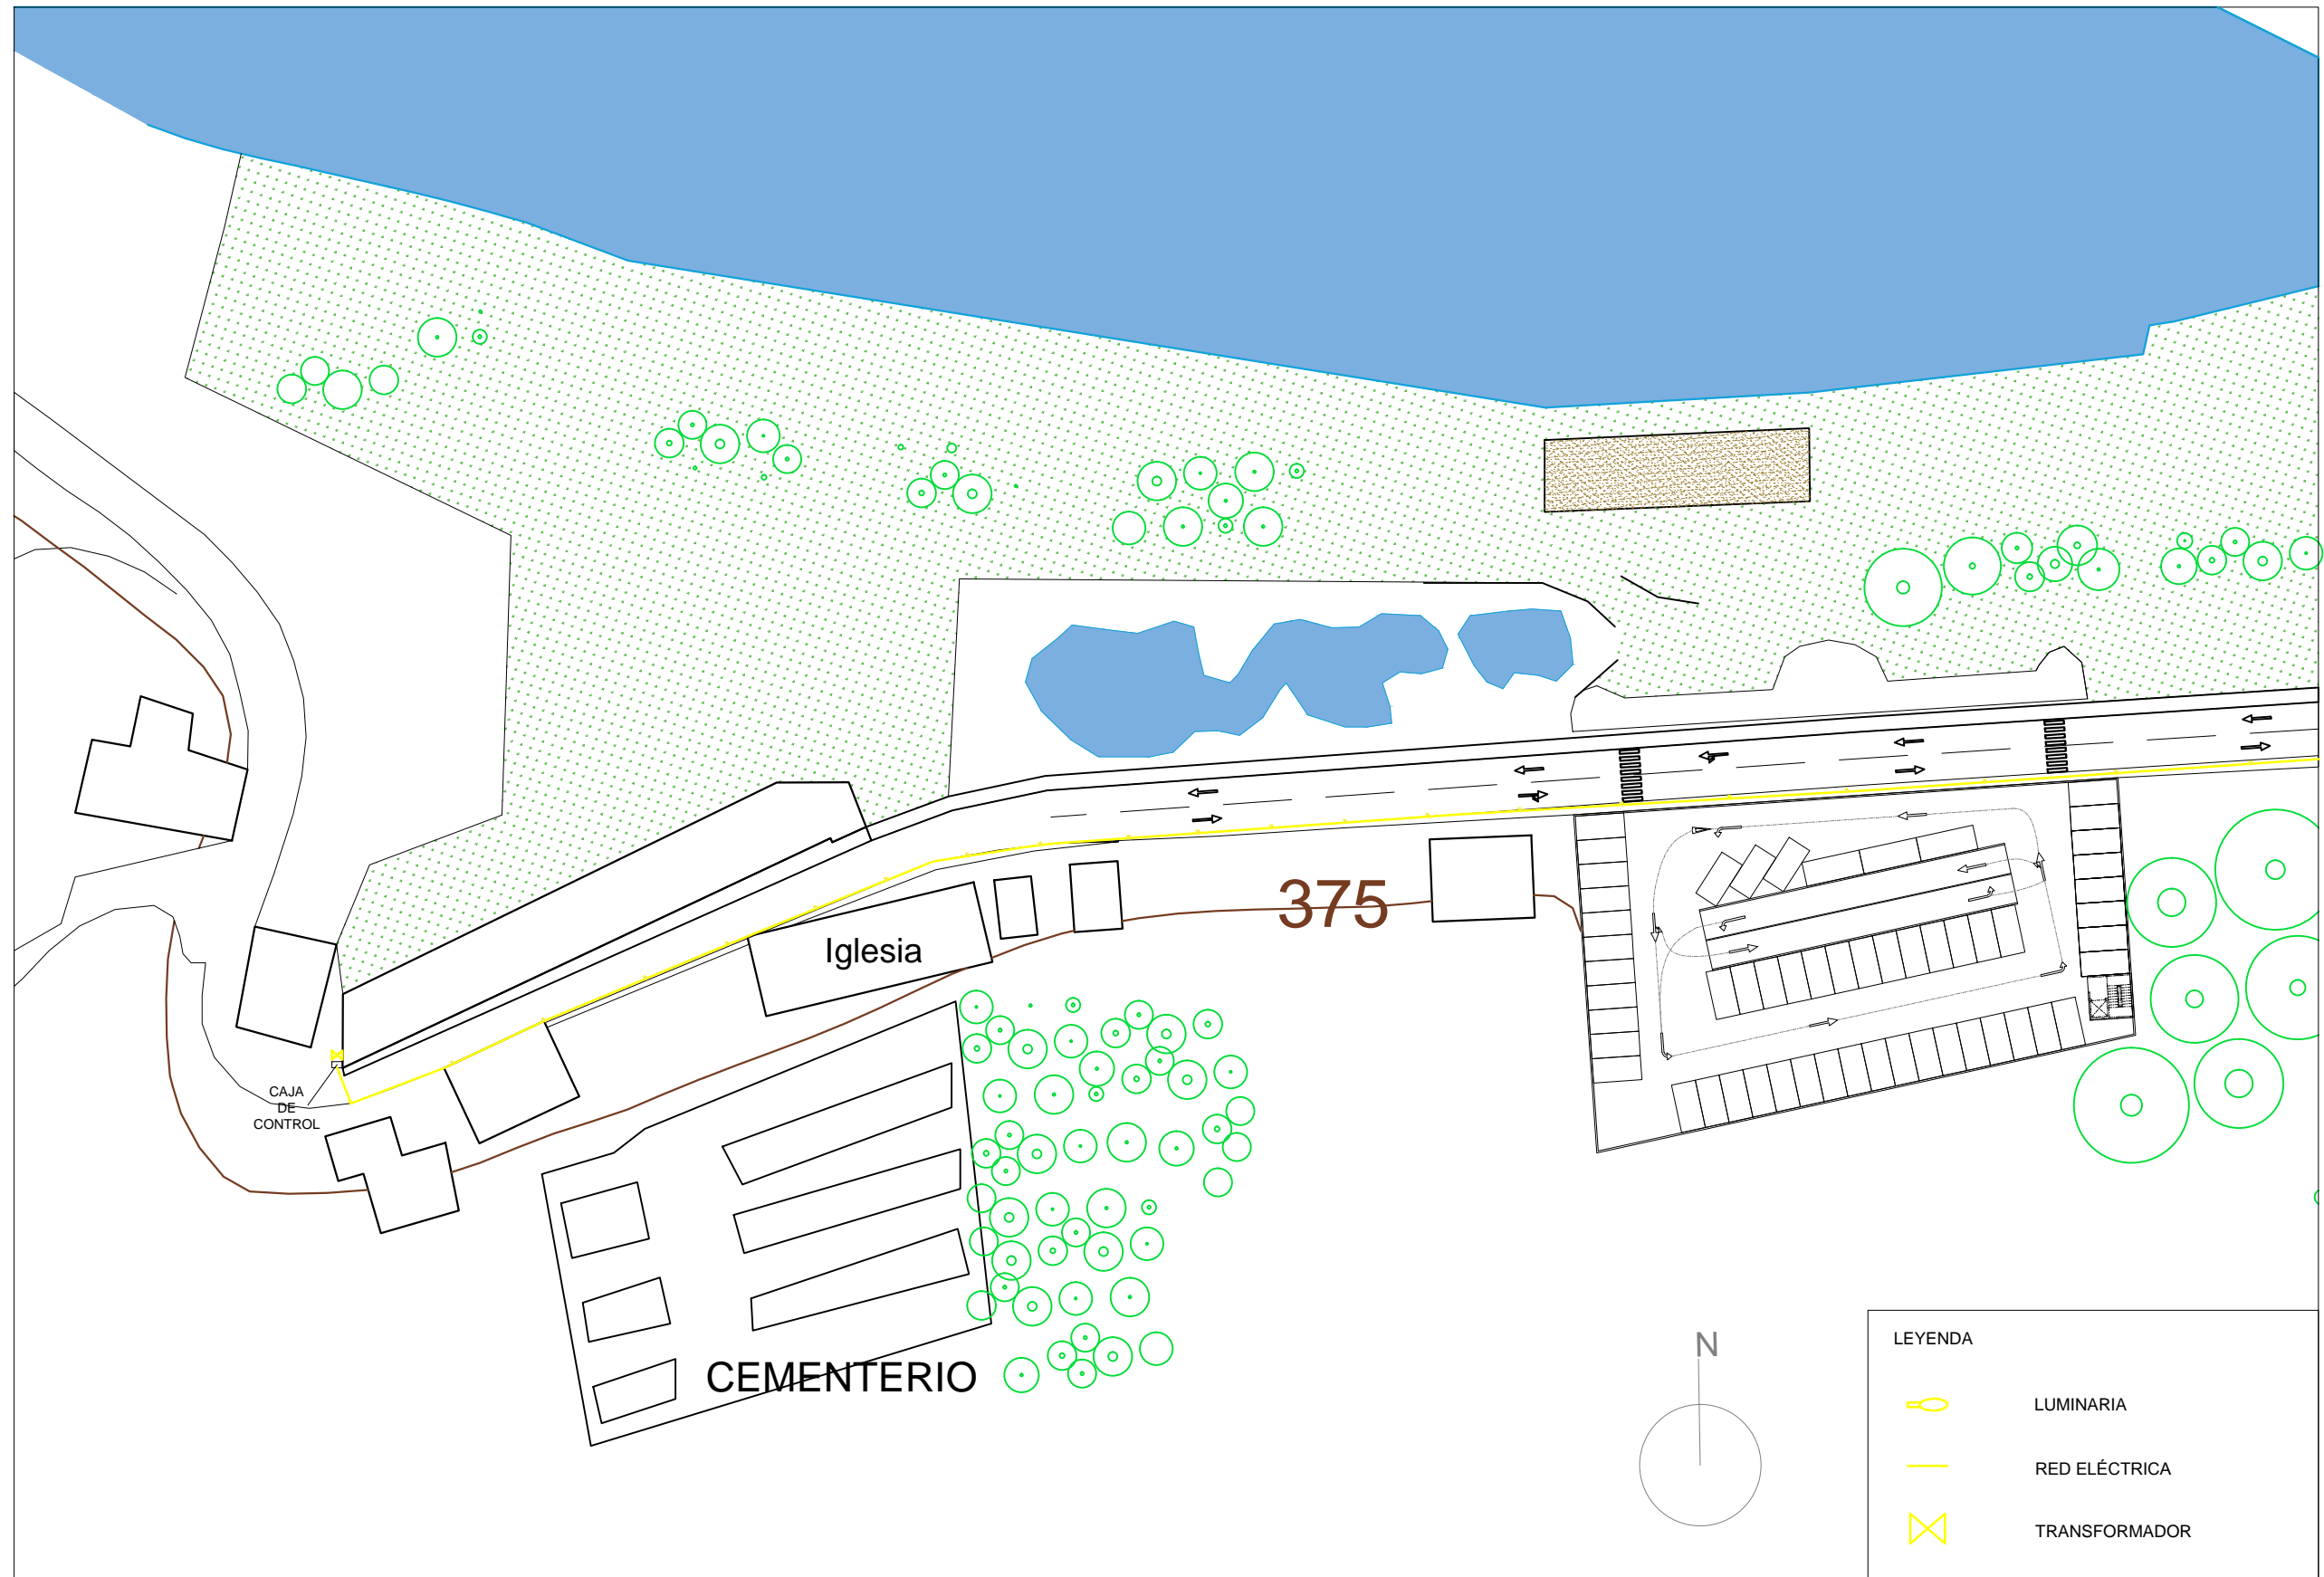 375
Iglesia
CAJA
DE
CONTROL
CEMENTERIO
N
LEYENDA
LUMINARIA
RED ELÉCTRICA
TRANSFORMADOR